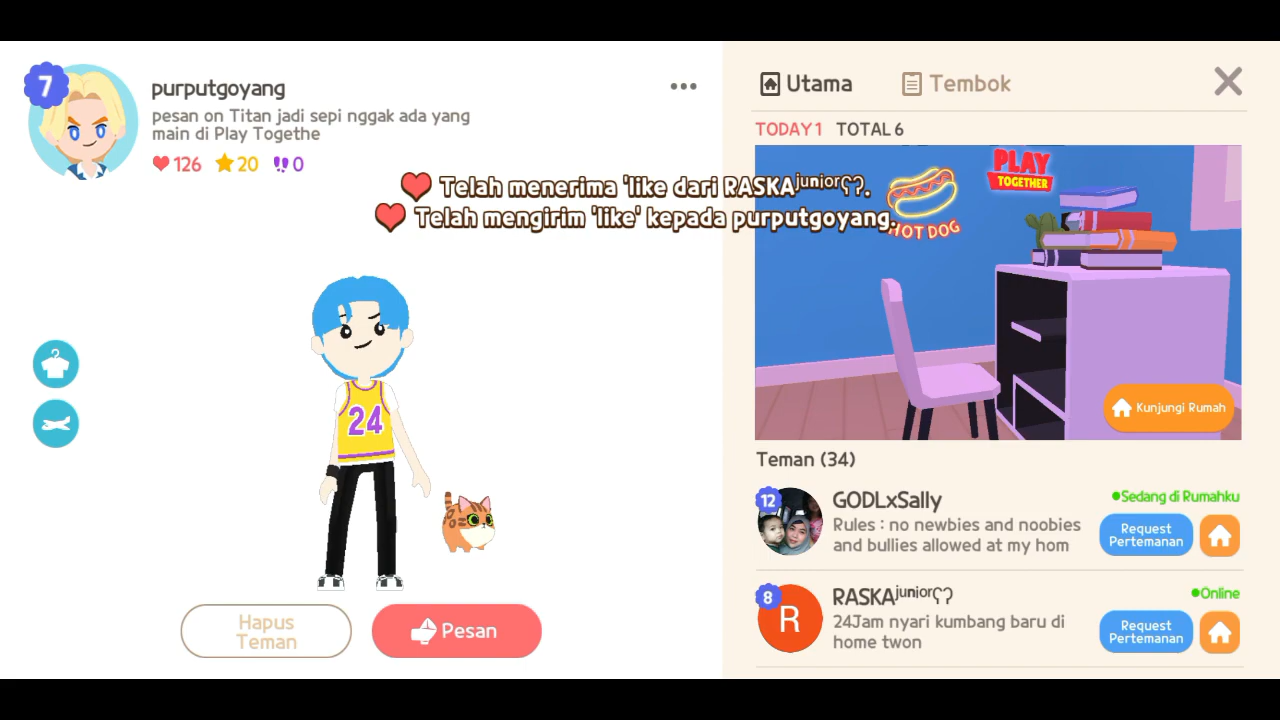 7
purputgoyang
pesan on Titan jadi sepi nggak ada yang
main di Play Togethe
126 20 0
Telah menerima 'like dari RASKAʲᵘⁿⁱᵒʳʕʔ.
Telah mengirim 'like' kepada purputgoyang.
24
Hapus
Teman
Pesan
Utama Tembok
TODAY 1 TOTAL 6
PLAY
TOGETHER
HOT DOG
Kunjungi Rumah
Teman (34)
12
GODLxSally
Sedang di Rumahku
Rules : no newbies and noobies
and bullies allowed at my hom
Request
Pertemanan
8
R
RASKAʲᵘⁿⁱᵒʳʕʔ
Online
24Jam nyari kumbang baru di
home twon
Request
Pertemanan